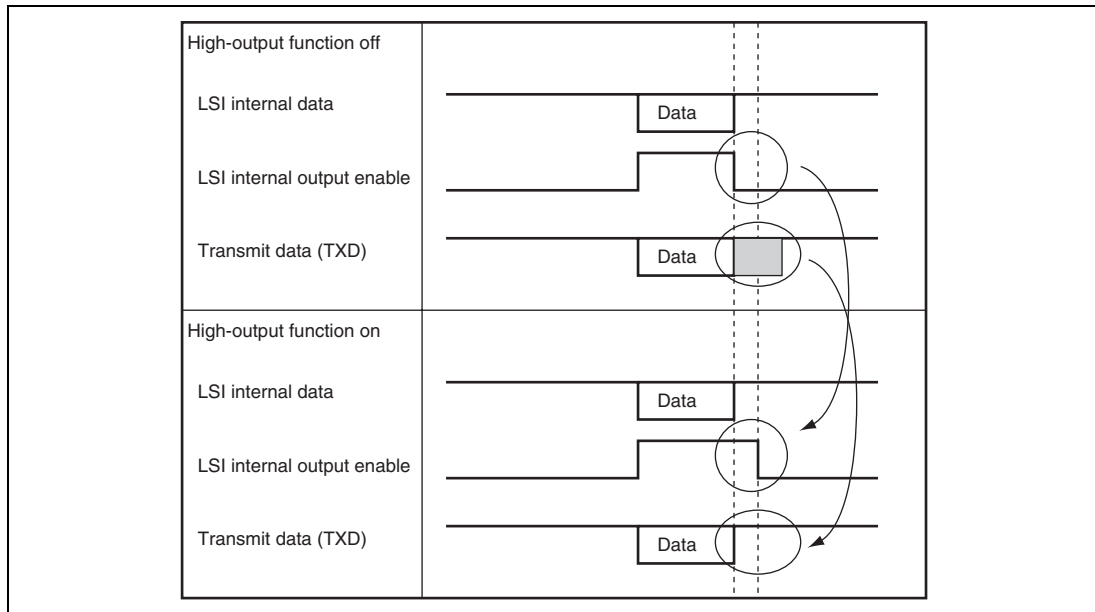 High-output function off
LSI internal data
Data
LSI internal output enable
Transmit data (TXD)
Data
High-output function on
LSI internal data
Data
LSI internal output enable
Transmit data (TXD)
Data